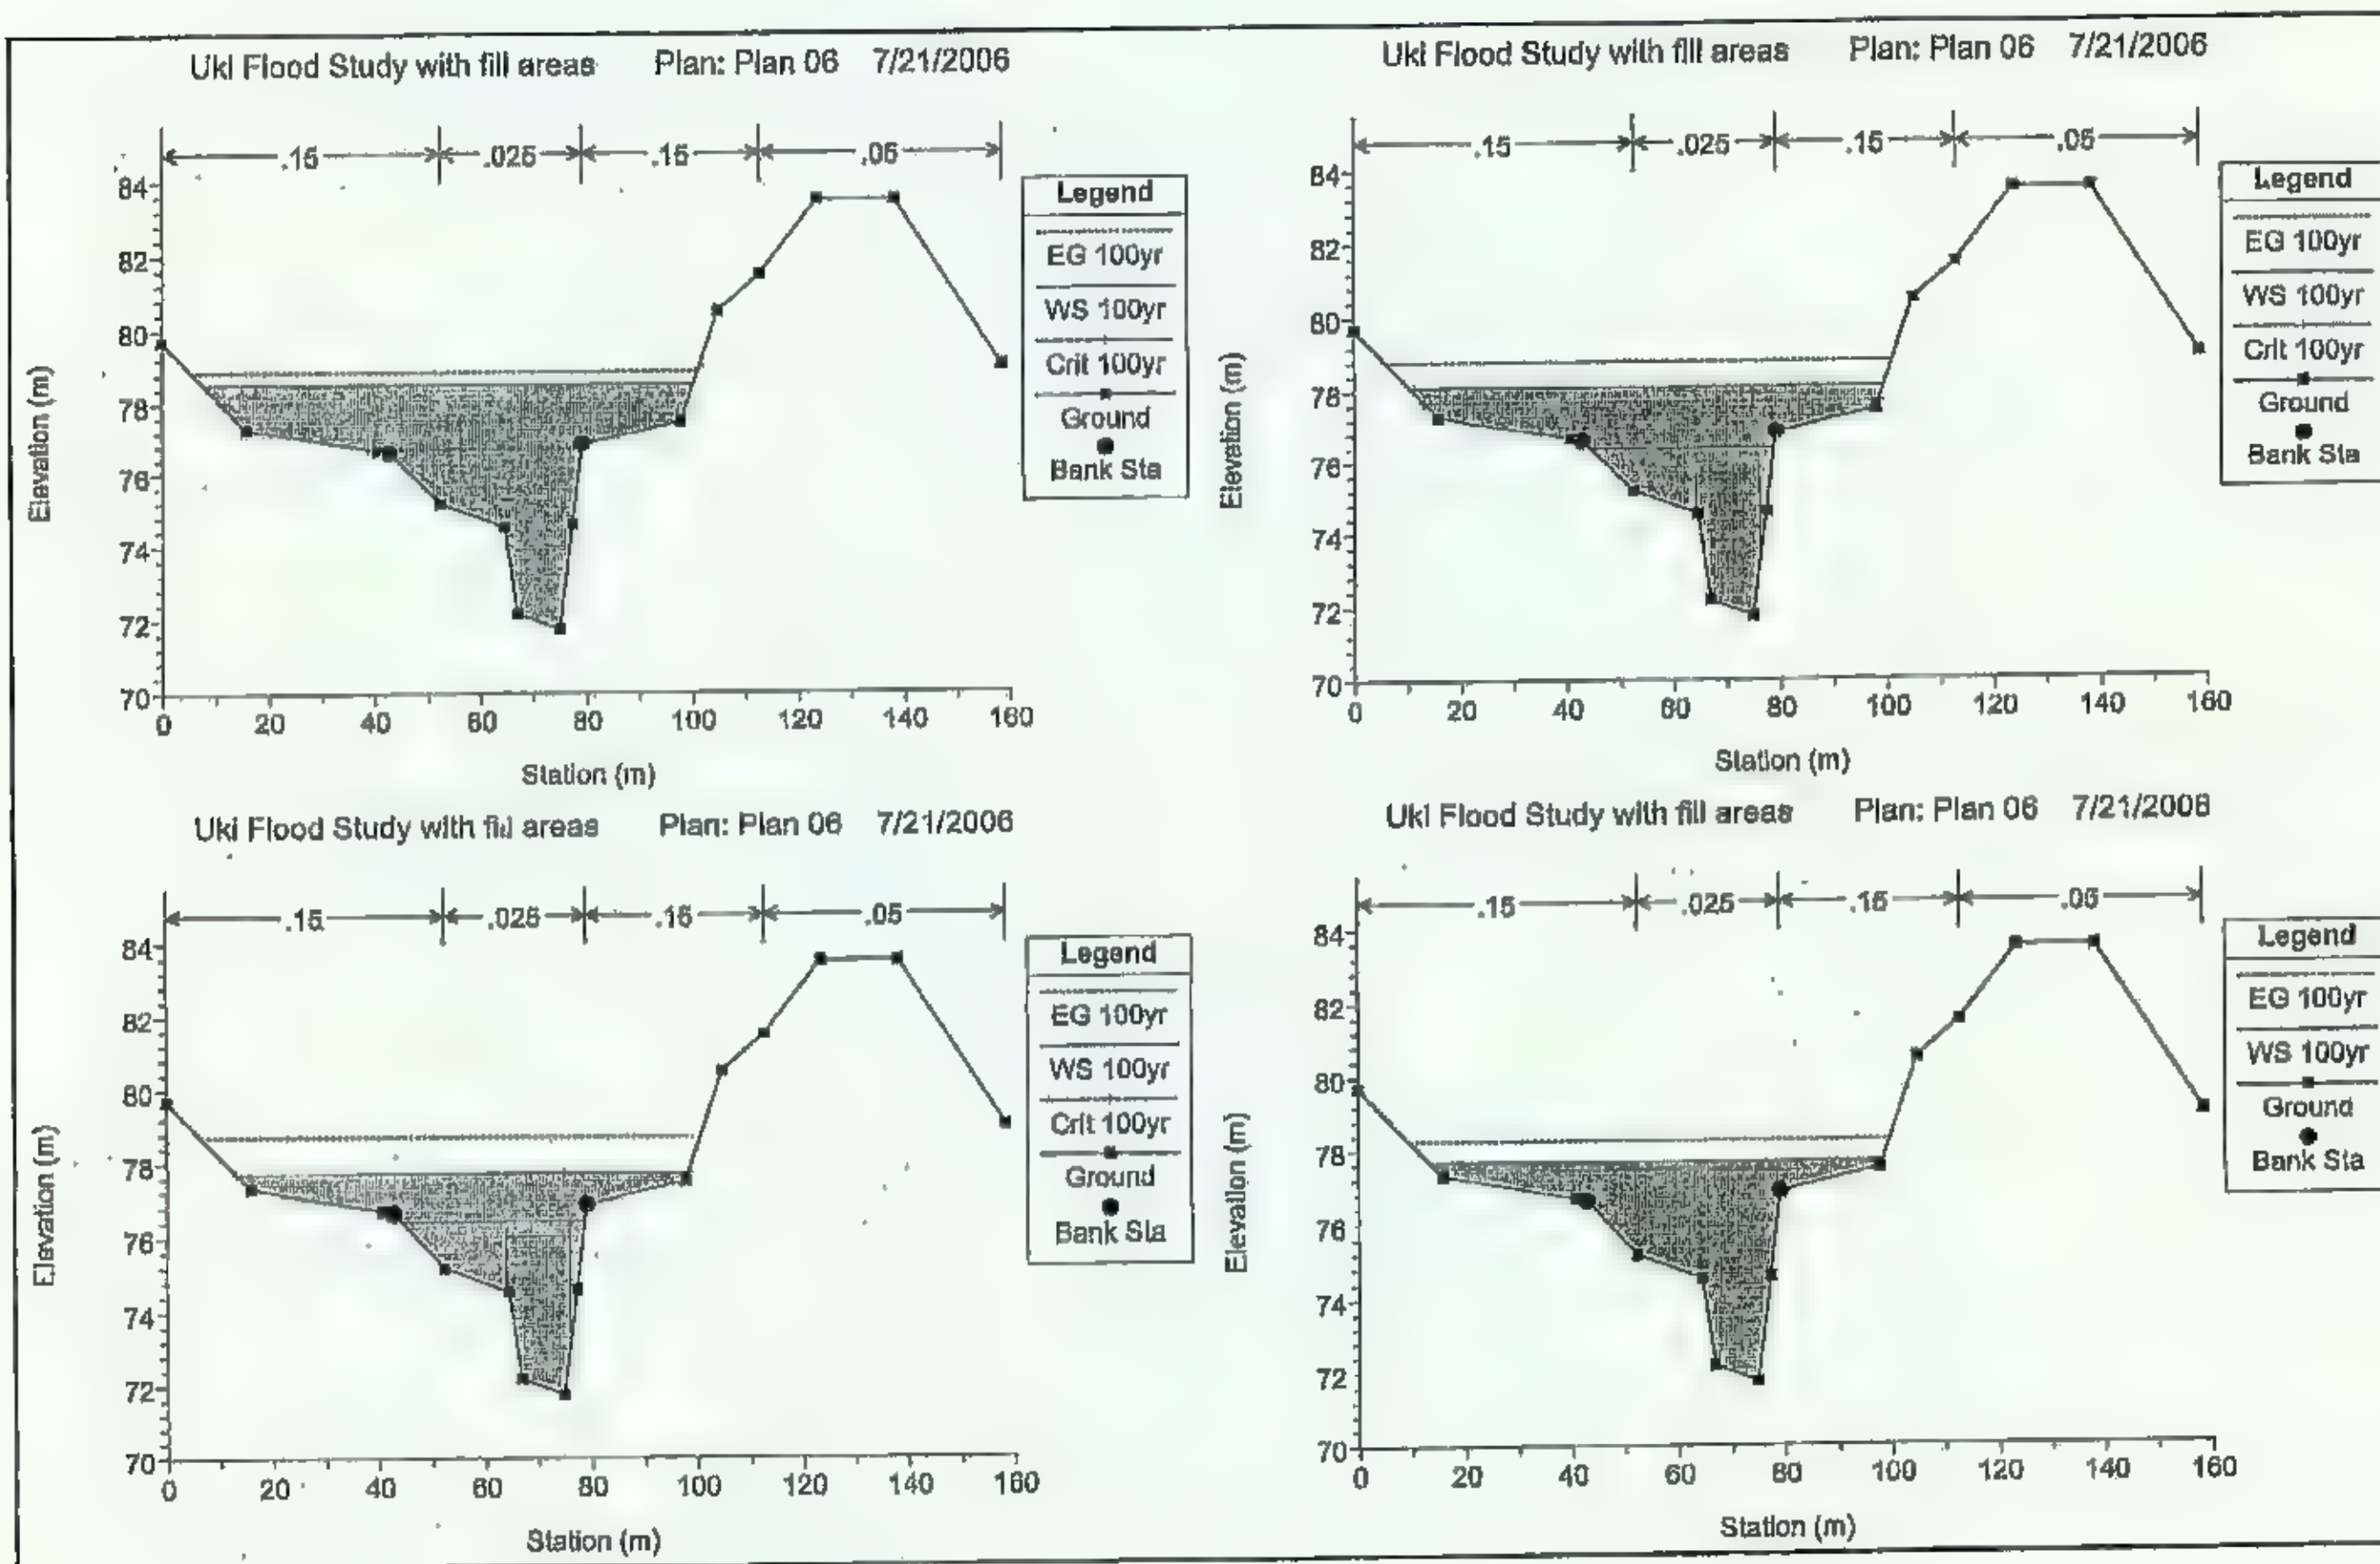 Uki Flood Study with fill areas Plan: Plan 06 7/21/2006
.15 .025 .15 .05
Legend
EG 100yr
WS 100yr
Crit 100yr
Ground
Bank Sta
84
82
80
78
76
74
72
70
0 20 40 60 80 100 120 140 160
Elevation (m)
Station (m)
Uki Flood Study with fill areas Plan: Plan 06 7/21/2006
.15 .025 .15 .05
Legend
EG 100yr
WS 100yr
Crit 100yr
Ground
Bank Sta
84
82
80
78
76
74
72
70
0 20 40 60 80 100 120 140 160
Elevation (m)
Station (m)
Uki Flood Study with fill areas Plan: Plan 06 7/21/2006
.15 .025 .15 .05
Legend
EG 100yr
WS 100yr
Crit 100yr
Ground
Bank Sta
84
82
80
78
76
74
72
70
0 20 40 60 80 100 120 140 160
Elevation (m)
Station (m)
Uki Flood Study with fill areas Plan: Plan 06 7/21/2006
.15 .025 .15 .05
Legend
EG 100yr
WS 100yr
Ground
Bank Sta
84
82
80
78
76
74
72
70
0 20 40 60 80 100 120 140 160
Elevation (m)
Station (m)